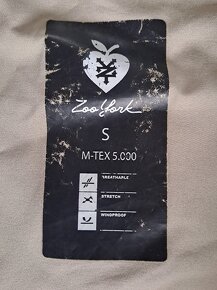 Zoo York
S
M-TEX 5.000
BREATHABLE
STRETCH
WINDPROOF